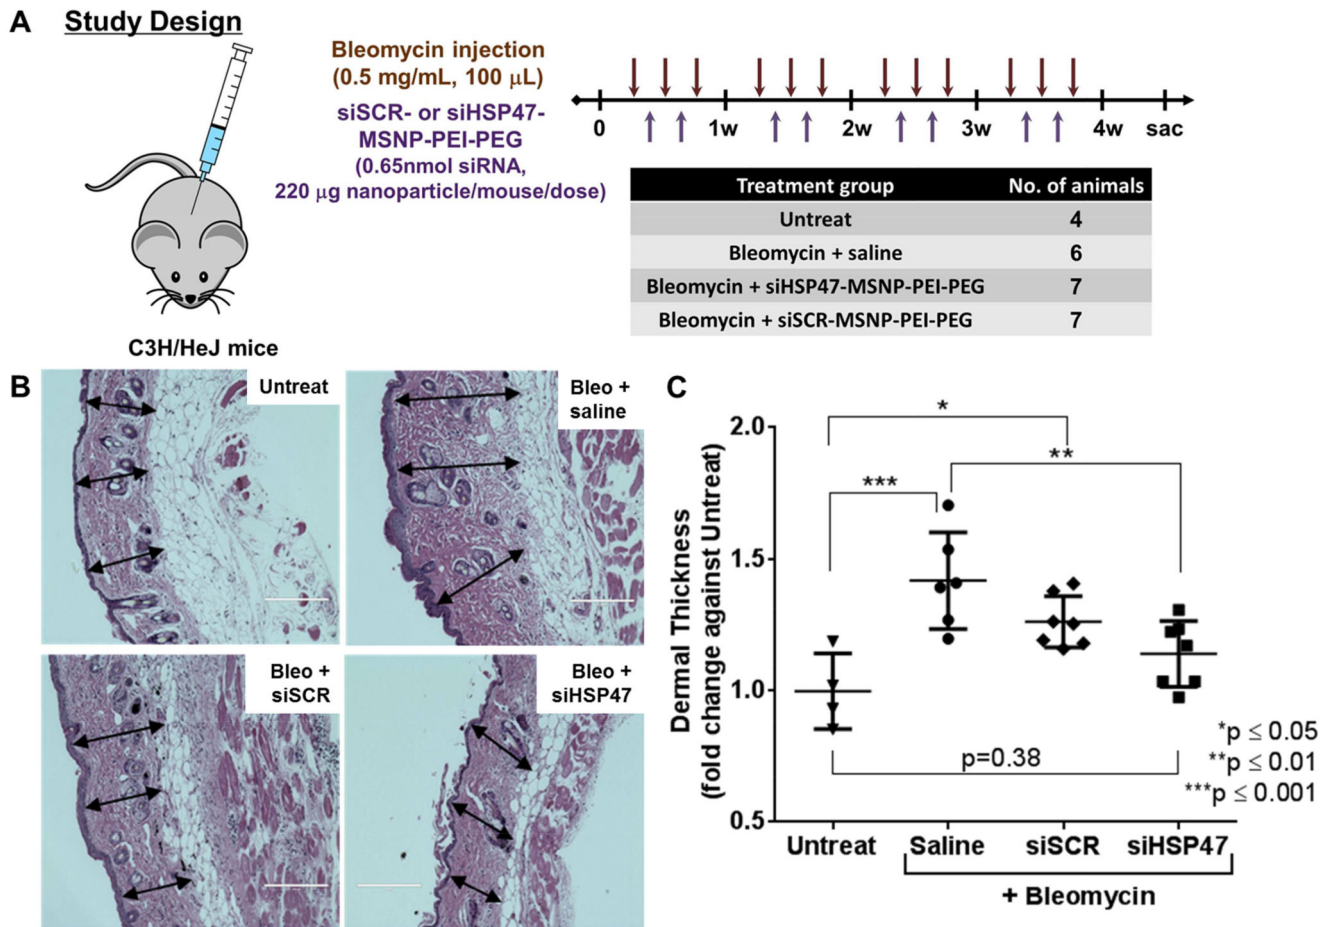 A
Study Design
Bleomycin injection
(0.5 mg/mL, 100 μL)
siSCR- or siHSP47-
MSNP-PEI-PEG
(0.65nmol siRNA,
220 μg nanoparticle/mouse/dose)
0 1w 2w 3w 4w sac
Treatment group No. of animals
Untreat 4
Bleomycin + saline 6
Bleomycin + siHSP47-MSNP-PEI-PEG 7
Bleomycin + siSCR-MSNP-PEI-PEG 7
C3H/HeJ mice
B
Untreat
Bleo +
saline
Bleo +
siSCR
Bleo +
siHSP47
C
Dermal Thickness
(fold change against Untreat)
2.0
1.5
1.0
0.5
*
**
***
p=0.38
*p ≤ 0.05
**p ≤ 0.01
***p ≤ 0.001
Untreat Saline siSCR siHSP47
+ Bleomycin